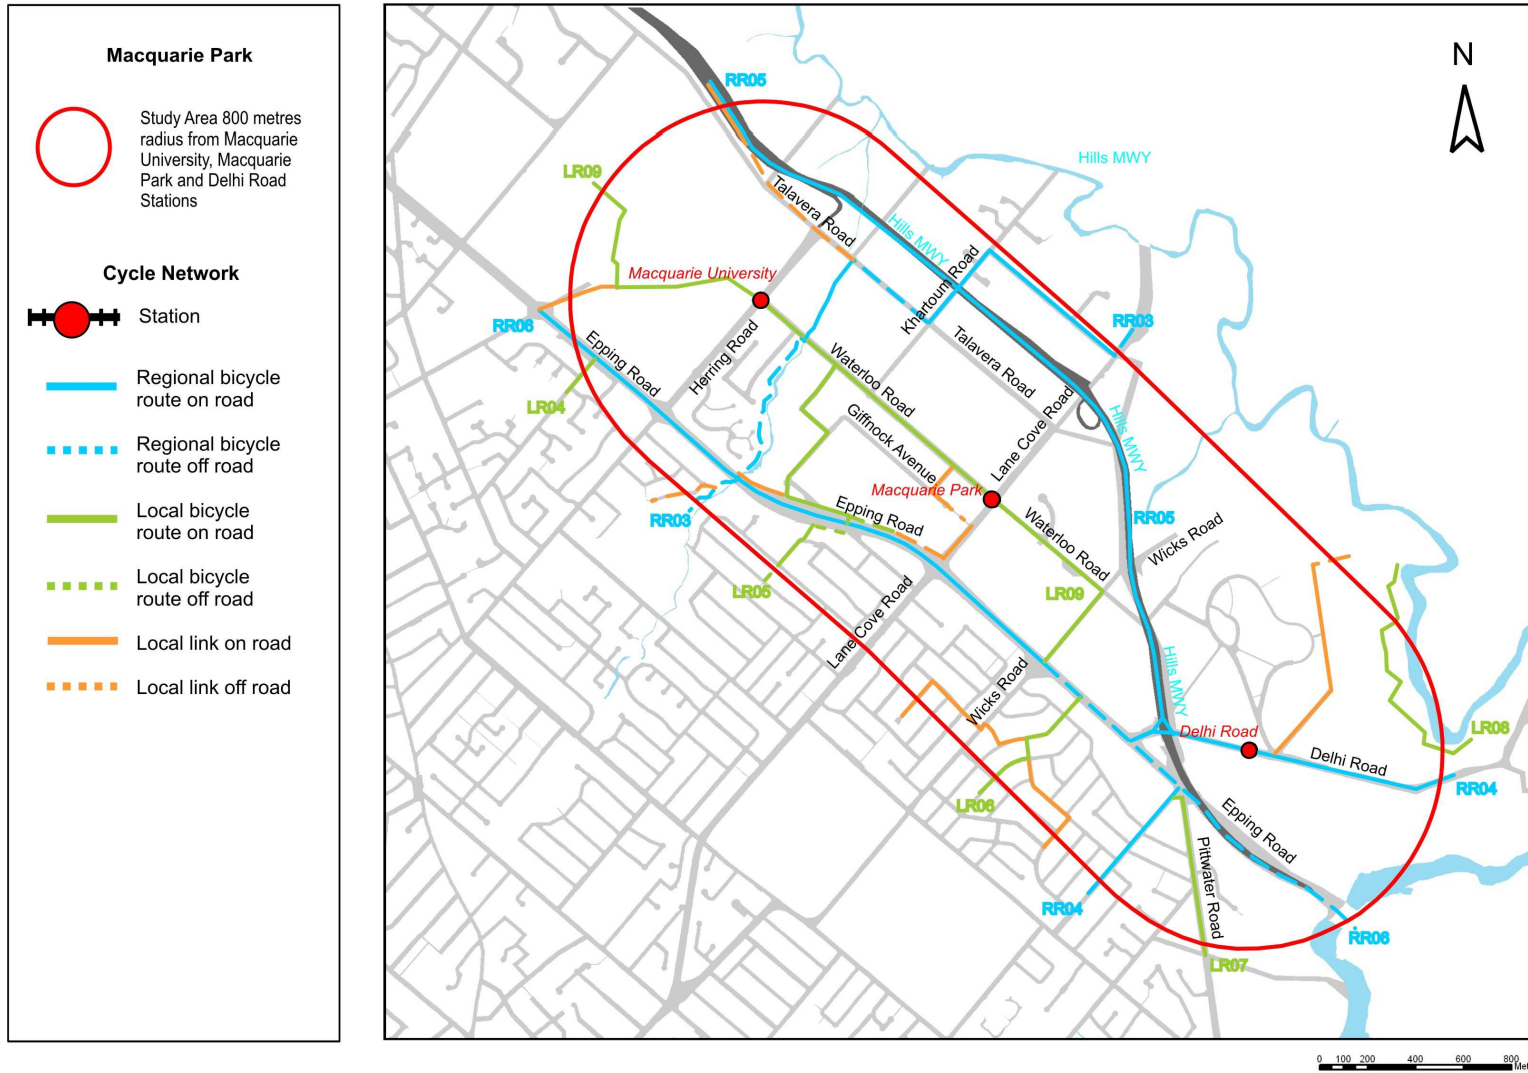 Macquarie Park
Study Area 800 metres
radius from Macquarie
University, Macquarie
Park and Delhi Road
Stations
Cycle Network
Station
Regional bicycle
route on road
Regional bicycle
route off road
Local bicycle
route on road
Local bicycle
route off road
Local link on road
Local link off road
N
RR05
Hills MWY
LR09
Talavera Road
Hills MWY
Khartoum Road
Macquarie University
RR06
RR03
Epping Road
Herring Road
Waterloo Road
Talavera Road
LR04
Giffnock Avenue
Lane Cove Road
Hills MWY
Macquarie Park
RR03
Epping Road
Waterloo Road
RR05
Wicks Road
LR05
LR09
Lane Cove Road
Wicks Road
Hills MWY
Delhi Road
LR08
Delhi Road
RR04
LR06
Epping Road
Pittwater Road
RR04
RR06
LR07
0 100 200 400 600 800
Met